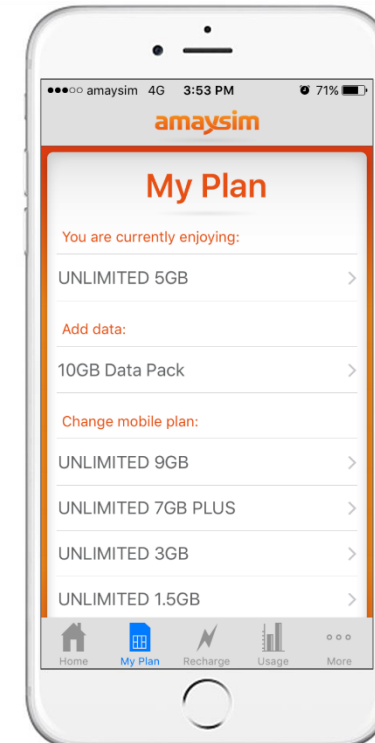 amaysim 4G 3:53 PM 71%
amaysim
My Plan
You are currently enjoying:
UNLIMITED 5GB
Add data:
10GB Data Pack
Change mobile plan:
UNLIMITED 9GB
UNLIMITED 7GB PLUS
UNLIMITED 3GB
UNLIMITED 1.5GB
Home My Plan Recharge Usage More